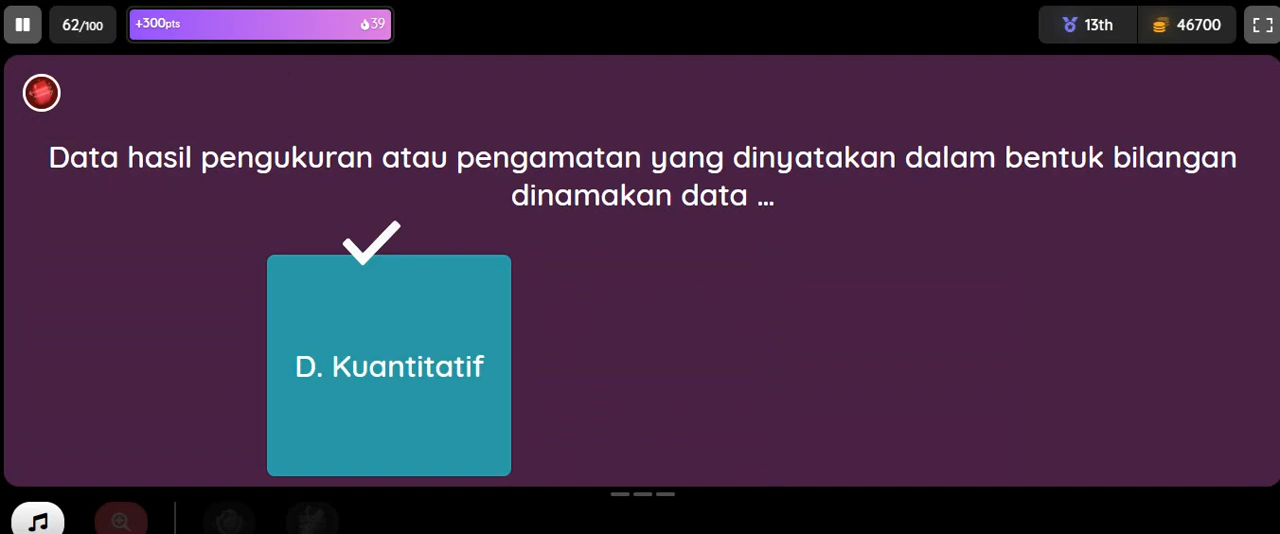 62/100
+300pts
39
13th
46700
Data hasil pengukuran atau pengamatan yang dinyatakan dalam bentuk bilangan
dinamakan data ...
D. Kuantitatif